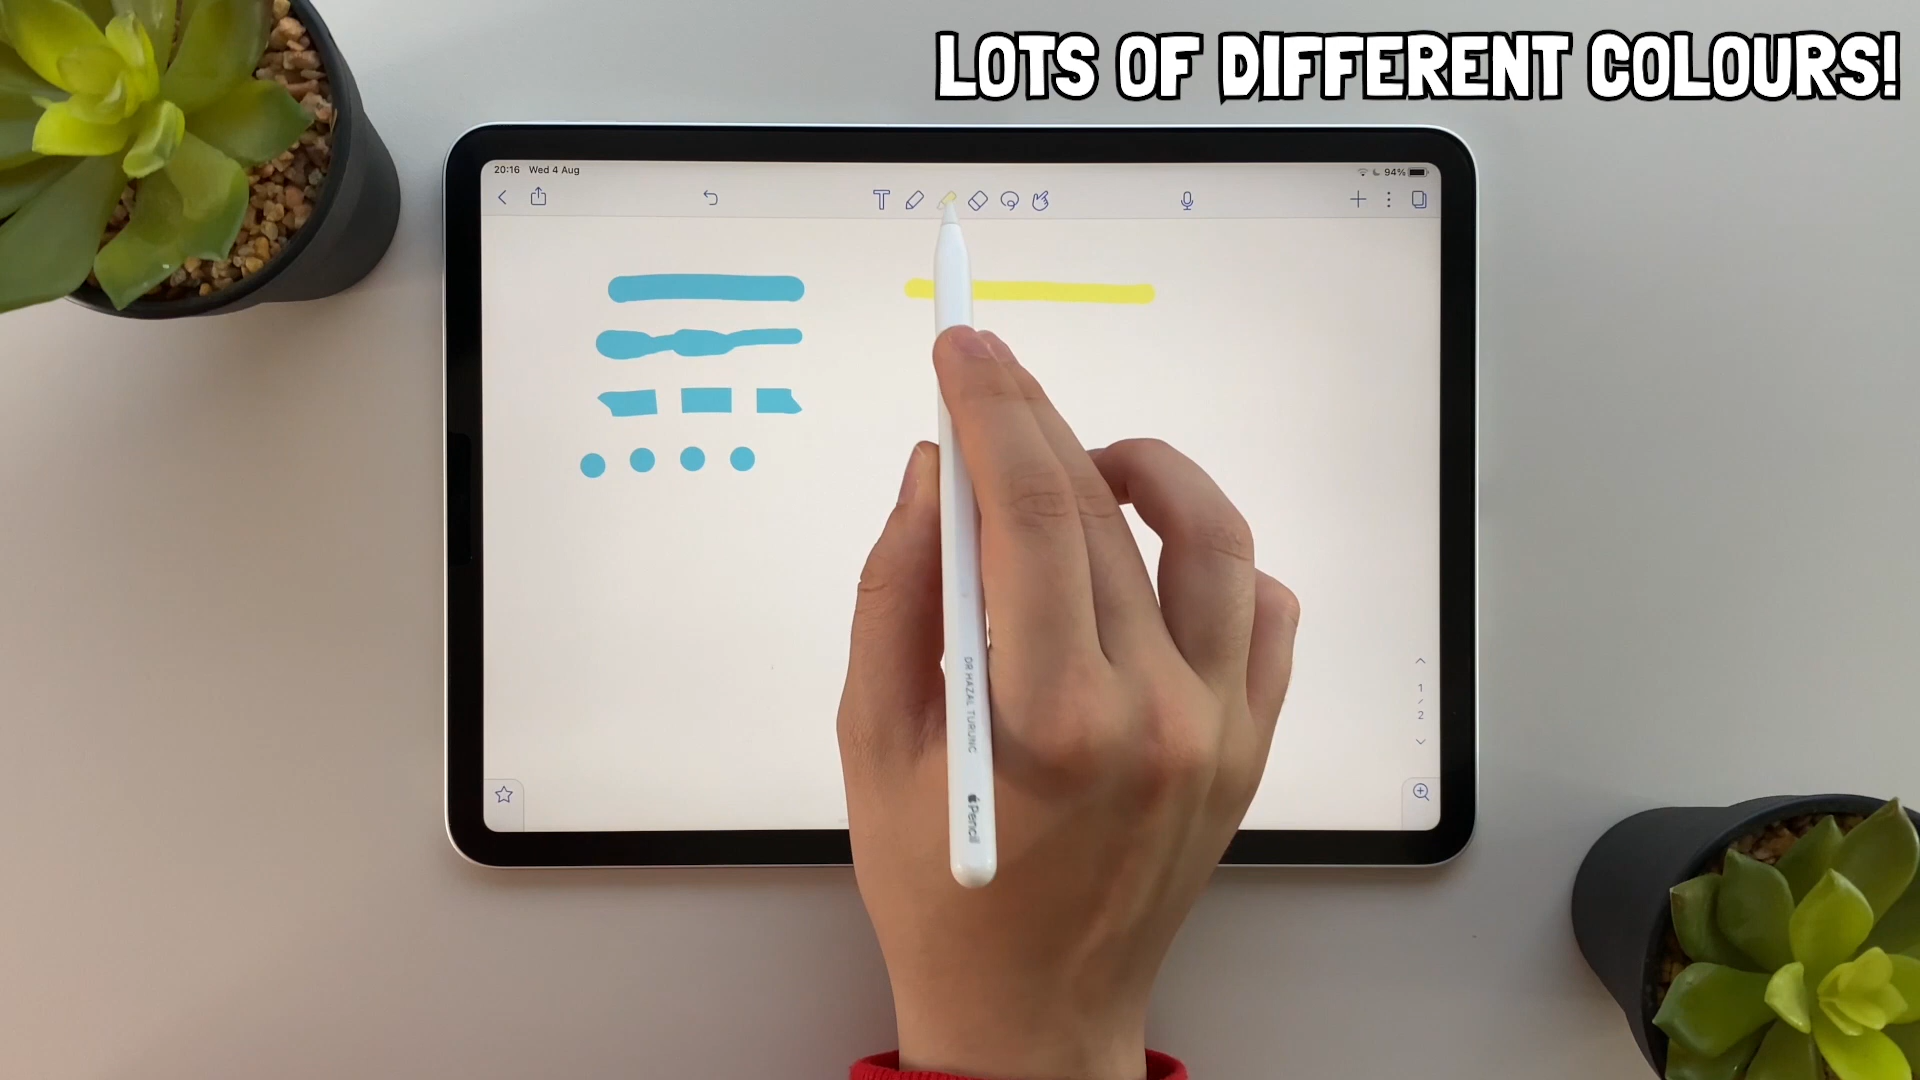 LOTS OF DIFFERENT COLOURS!
20:16 Wed 4 Aug
94%
T
1
/
2
DR HAZAL TURUNC
Pencil